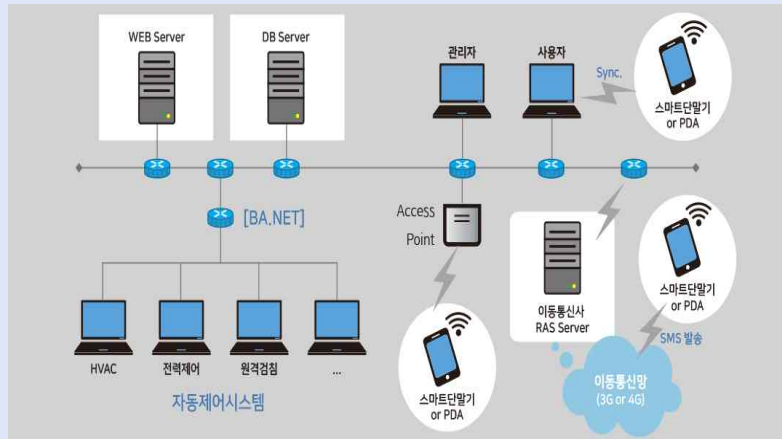 WEB Server
DB Server
관리자
사용자
Sync.
스마트단말기
or PDA
[BA.NET]
Access
Point
이동통신사
RAS Server
스마트단말기
or PDA
SMS 발송
이동통신망
(3G or 4G)
스마트단말기
or PDA
HVAC
전력제어
원격검침
...
자동제어시스템